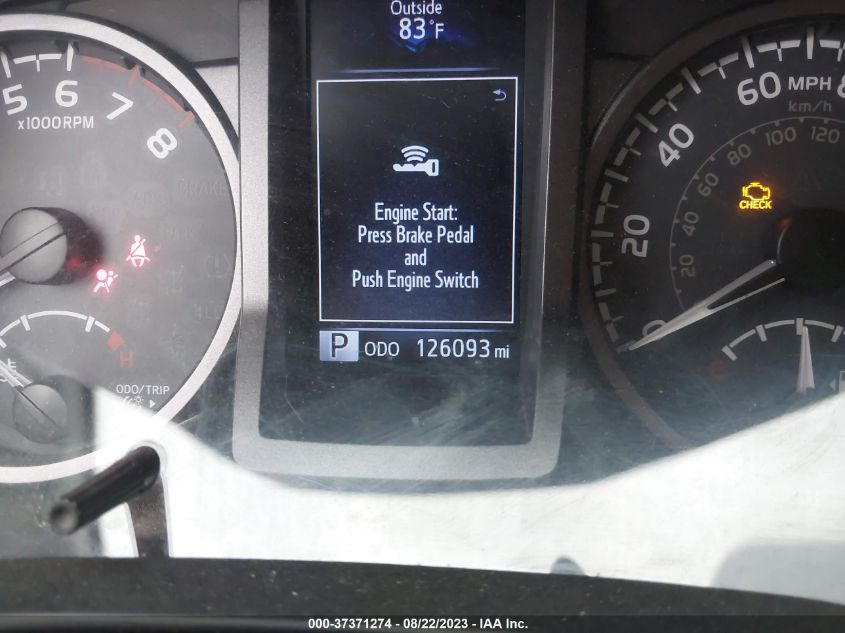 Outside
83°F
5 6 7 8
x1000RPM
Engine Start:
Press Brake Pedal
and
Push Engine Switch
P ODO 126093 mi
H
ODO/TRIP
BRAKE
20 40 60
MPH
km/h
20 40 60 80 100 120
CHECK
E
000-37371274 - 08/22/2023 - IAA Inc.